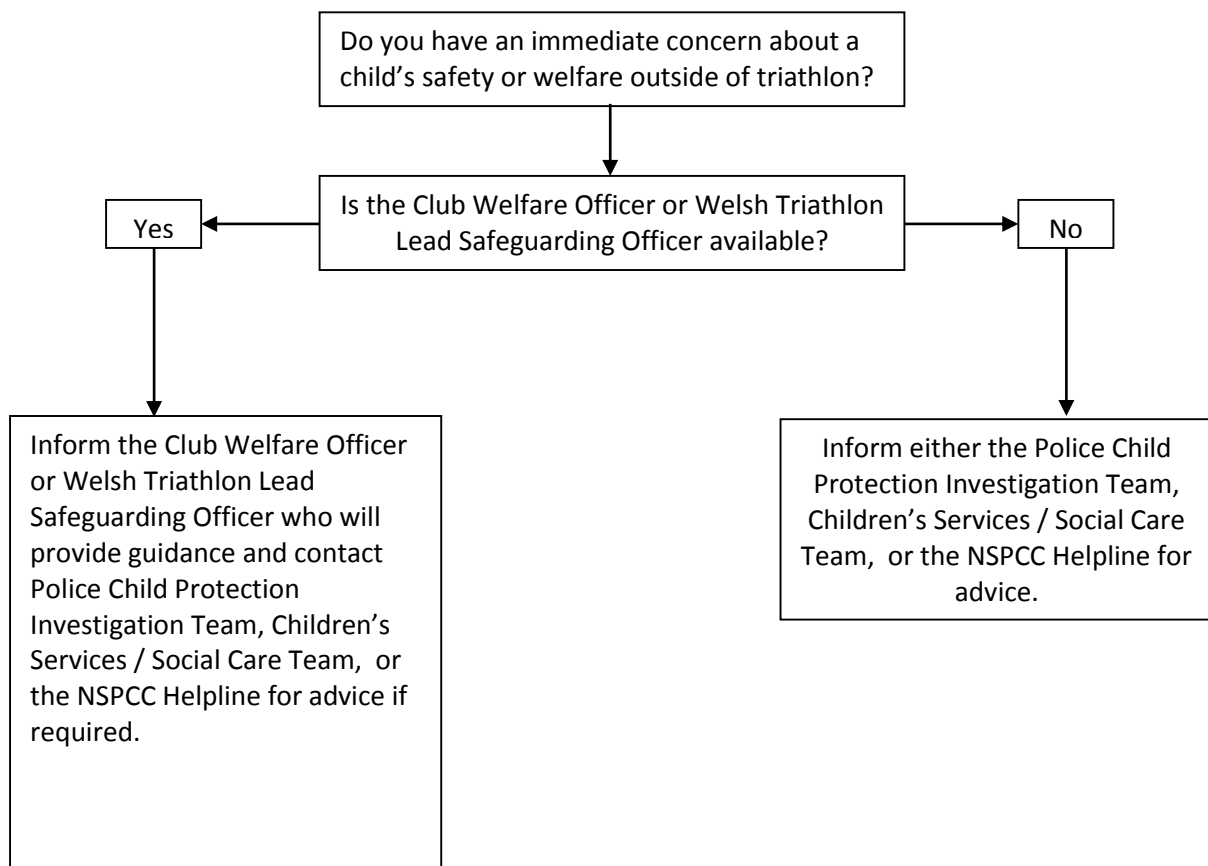 Do you have an immediate concern about a
child’s safety or welfare outside of triathlon?
Is the Club Welfare Officer or Welsh Triathlon
Lead Safeguarding Officer available?
Yes
No
Inform the Club Welfare Officer
or Welsh Triathlon Lead
Safeguarding Officer who will
provide guidance and contact
Police Child Protection
Investigation Team, Children’s
Services / Social Care Team,  or
the NSPCC Helpline for advice if
required.
Inform either the Police Child
Protection Investigation Team,
Children’s Services / Social Care
Team,  or the NSPCC Helpline for
advice.